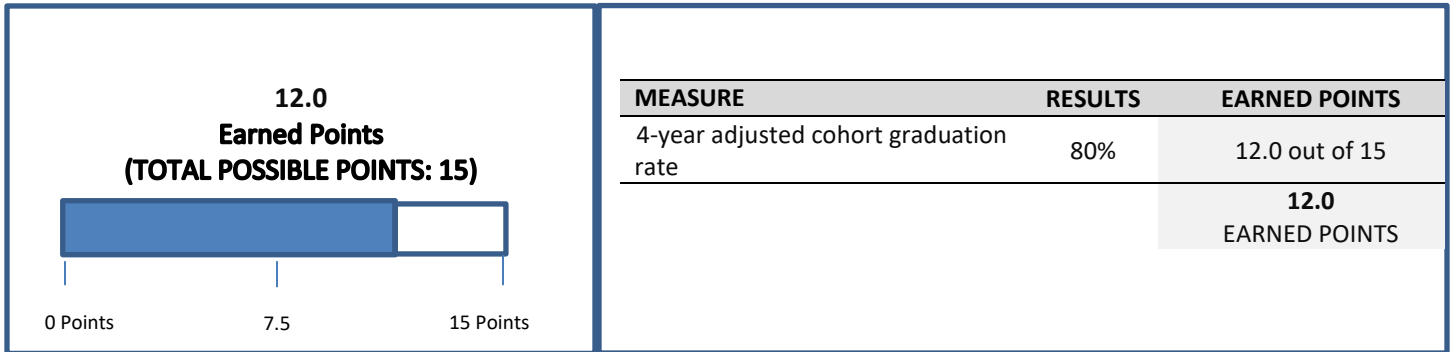 12.0
Earned Points
(TOTAL POSSIBLE POINTS: 15)
0 Points 7.5 15 Points
MEASURE RESULTS EARNED POINTS
4-year adjusted cohort graduation
rate 80% 12.0 out of 15
12.0
EARNED POINTS